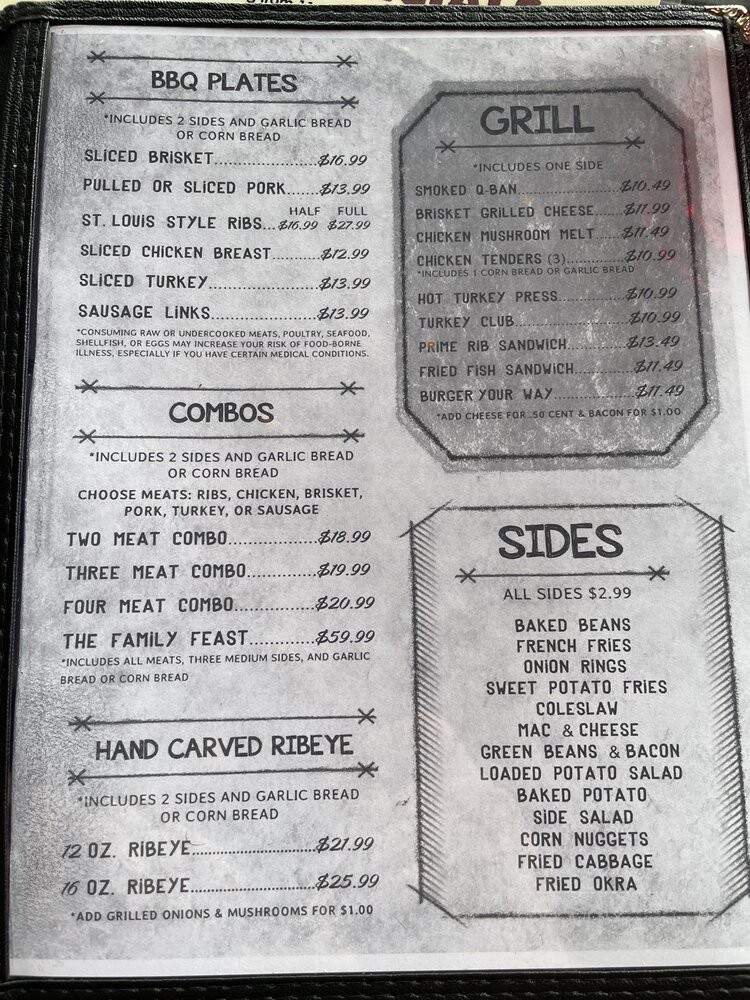 BBQ PLATES
*INCLUDES 2 SIDES AND GARLIC BREAD
OR CORN BREAD
SLICED BRISKET..................$16.99
PULLED OR SLICED PORK.......$13.99
HALF FULL
ST. LOUIS STYLE RIBS...$16.99 $27.99
SLICED CHICKEN BREAST..........$12.99
SLICED TURKEY.....................$13.99
SAUSAGE LINKS.....................$13.99
*CONSUMING RAW OR UNDERCOOKED MEATS, POULTRY, SEAFOOD,
SHELLFISH, OR EGGS MAY INCREASE YOUR RISK OF FOOD-BORNE
ILLNESS, ESPECIALLY IF YOU HAVE CERTAIN MEDICAL CONDITIONS.
COMBOS
*INCLUDES 2 SIDES AND GARLIC BREAD
OR CORN BREAD
CHOOSE MEATS: RIBS, CHICKEN, BRISKET,
PORK, TURKEY, OR SAUSAGE
TWO MEAT COMBO.................$18.99
THREE MEAT COMBO..............$19.99
FOUR MEAT COMBO................$20.99
THE FAMILY FEAST..............$59.99
*INCLUDES ALL MEATS, THREE MEDIUM SIDES, AND GARLIC
BREAD OR CORN BREAD
HAND CARVED RIBEYE
*INCLUDES 2 SIDES AND GARLIC BREAD
OR CORN BREAD
12 OZ. RIBEYE........................$21.99
16 OZ. RIBEYE........................$25.99
*ADD GRILLED ONIONS & MUSHROOMS FOR $1.00
GRILL
*INCLUDES ONE SIDE
SMOKED Q-BAN.....................$10.49
BRISKET GRILLED CHEESE......$11.99
CHICKEN MUSHROOM MELT.....$11.49
CHICKEN TENDERS (3)............$10.99
*INCLUDES 1 CORN BREAD OR GARLIC BREAD
HOT TURKEY PRESS..............$10.99
TURKEY CLUB.......................$10.99
PRIME RIB SANDWICH............$13.49
FRIED FISH SANDWICH...........$11.49
BURGER YOUR WAY...............$11.49
*ADD CHEESE FOR .50 CENT & BACON FOR $1.00
SIDES
ALL SIDES $2.99
BAKED BEANS
FRENCH FRIES
ONION RINGS
SWEET POTATO FRIES
COLESLAW
MAC & CHEESE
GREEN BEANS & BACON
LOADED POTATO SALAD
BAKED POTATO
SIDE SALAD
CORN NUGGETS
FRIED CABBAGE
FRIED OKRA